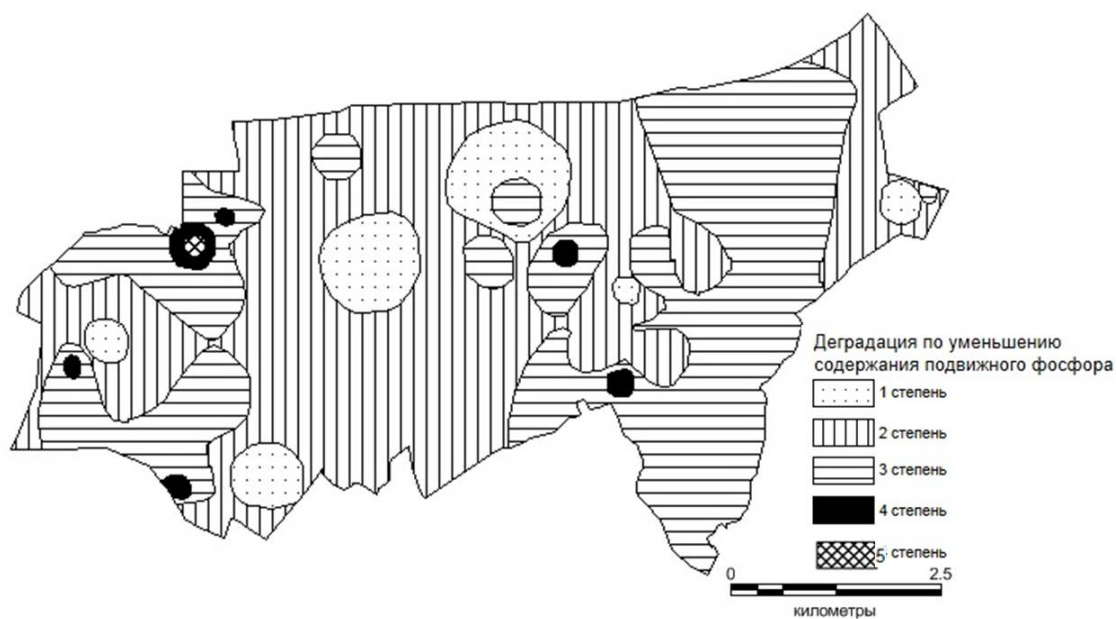 Деградация по уменьшению
содержания подвижного фосфора
1 степень
2 степень
3 степень
4 степень
5 степень
0 2.5
километры